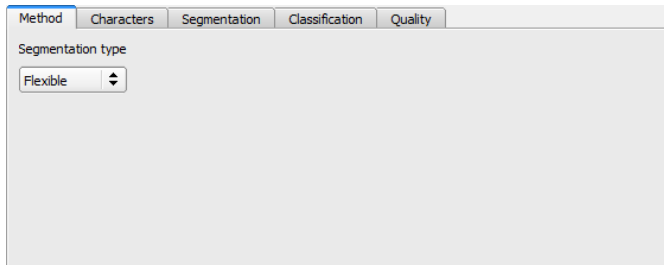 Method Characters Segmentation Classification Quality
Segmentation type
Flexible